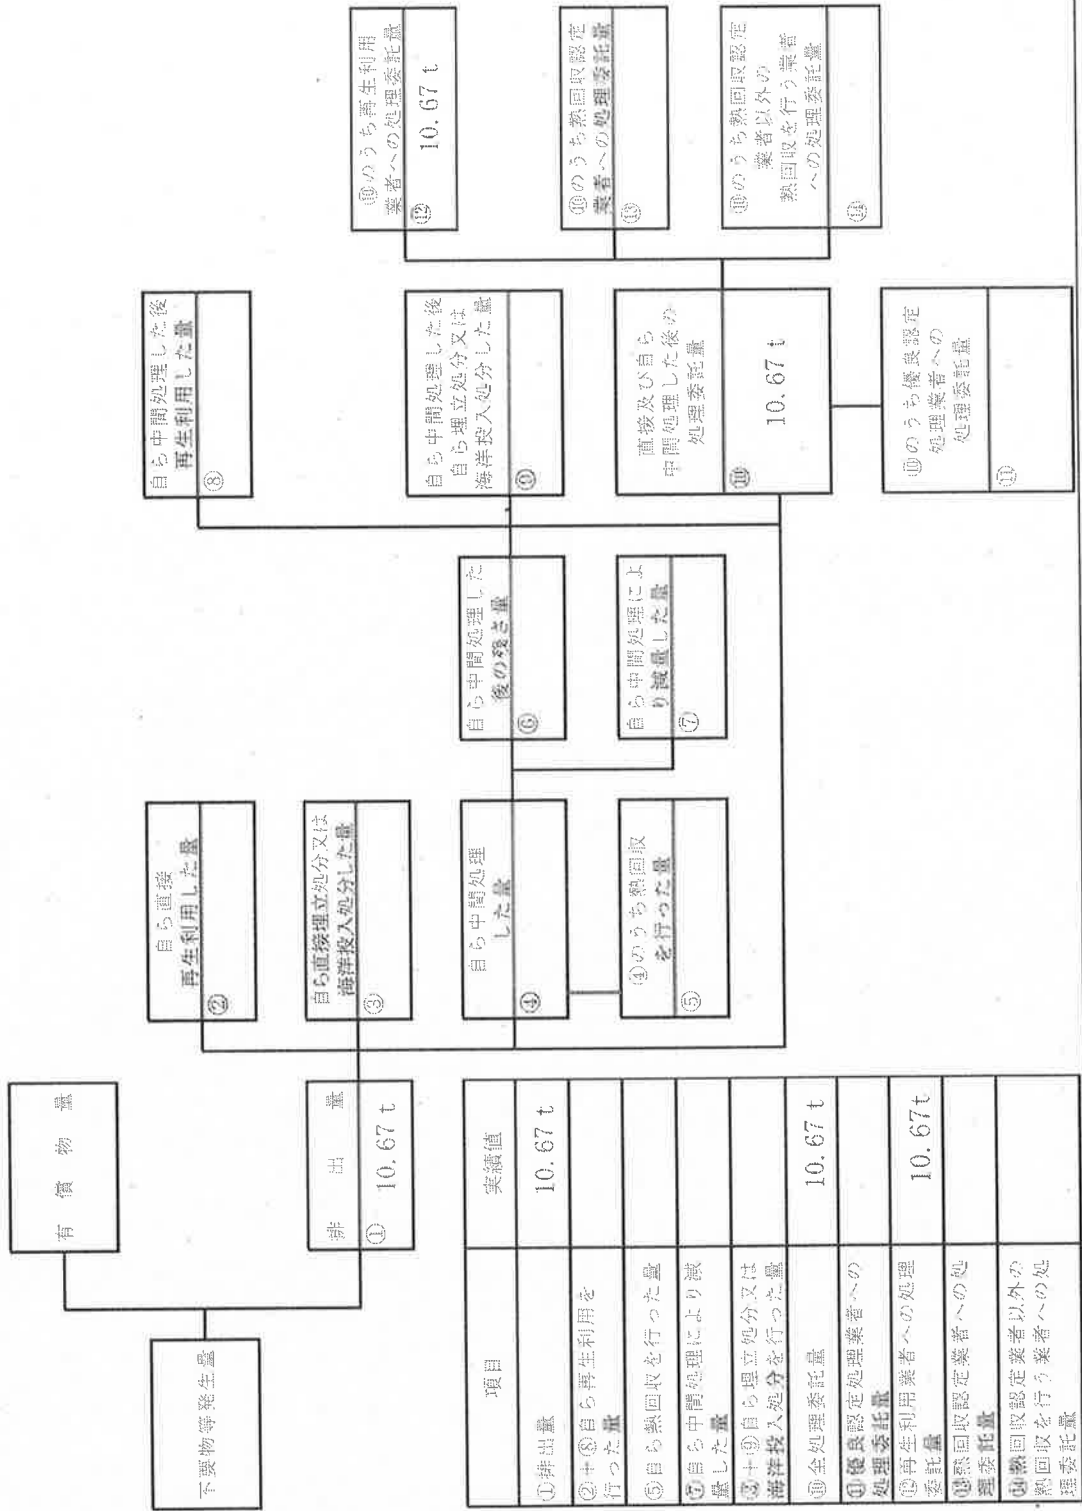 不要物等発生量
有償物量
排出量
① 10.67 t
自ら直接
再生利用した量
②
自ら直接埋立処分又は
海洋投入処分した量
③
自ら中間処理
した量
④
④のうち熱回収
を行った量
⑤
自ら中間処理した
後の残さ量
⑥
自ら中間処理によ
り減量した量
⑦
自ら中間処理した後
再生利用した量
⑧
自ら中間処理した後
自ら埋立処分又は
海洋投入処分した量
⑨
直接及び自ら
中間処理した後の
処理委託量
⑩
10.67 t
⑩のうち優良認定
処理業者への
処理委託量
⑪
⑩のうち再生利用
業者への処理委託量
⑫ 10.67 t
⑩のうち熱回収認定
業者への処理委託量
⑬
⑩のうち熱回収認定
業者以外の
熱回収を行う業者
への処理委託量
⑭
項目 実績値
①排出量 10.67 t
②+⑧自ら再生利用を
行った量
⑤自ら熱回収を行った量
⑦自ら中間処理により減
量した量
③+⑨自ら埋立処分又は
海洋投入処分を行った量
⑩全処理委託量 10.67 t
⑪優良認定処理業者への
処理委託量
⑫再生利用業者への処理
委託量 10.67 t
⑬熱回収認定業者への処
理委託量
⑭熱回収認定業者以外の
熱回収を行う業者への処
理委託量